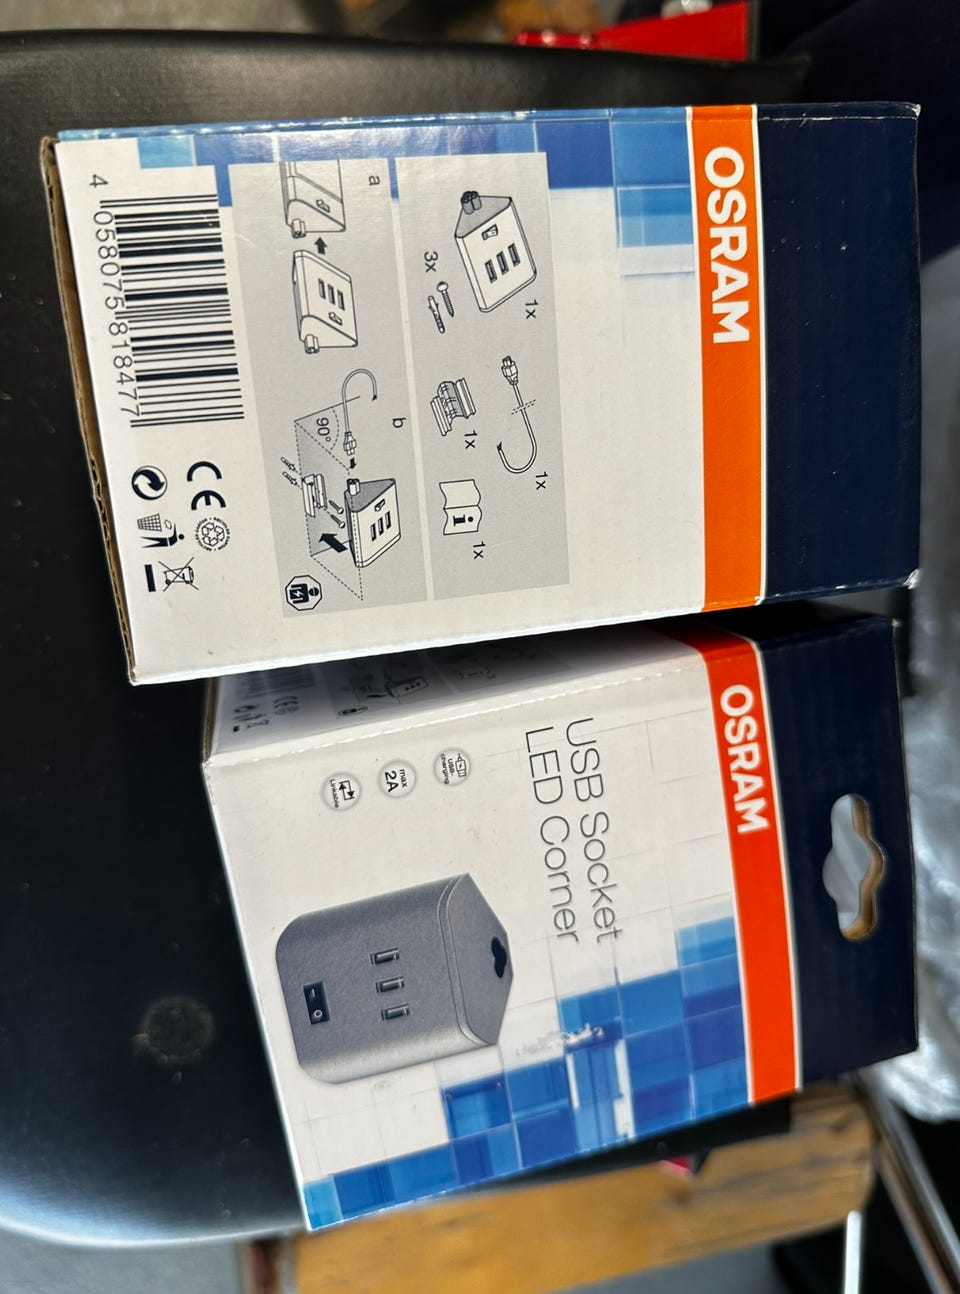 OSRAM
1x
3x
1x
1x
1x
a
b
90°
4 058075 818477
CE
OSRAM
USB Socket
LED Corner
USB-
charging
max
2A
Linkable
CE